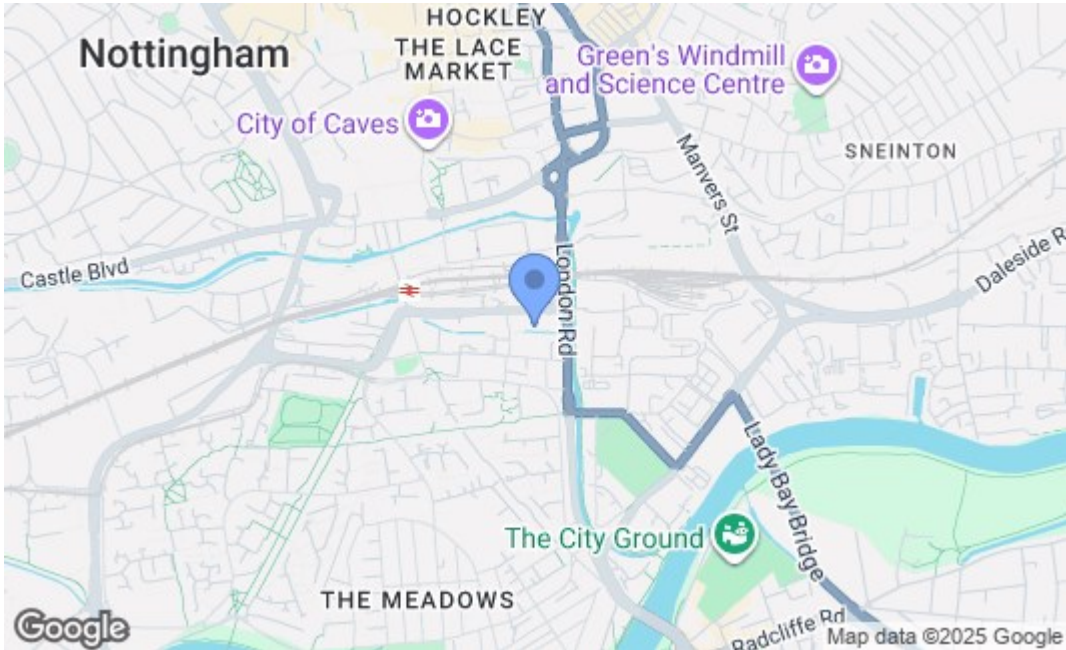 HOCKLEY
Nottingham
THE LACE
MARKET
Green's Windmill
and Science Centre
City of Caves
Manvers St
SNEINTON
Castle Blvd
London Rd
Daleside R
Lady Bay Bridge
The City Ground
THE MEADOWS
Radcliffe Rd
Google
Map data ©2025 Google